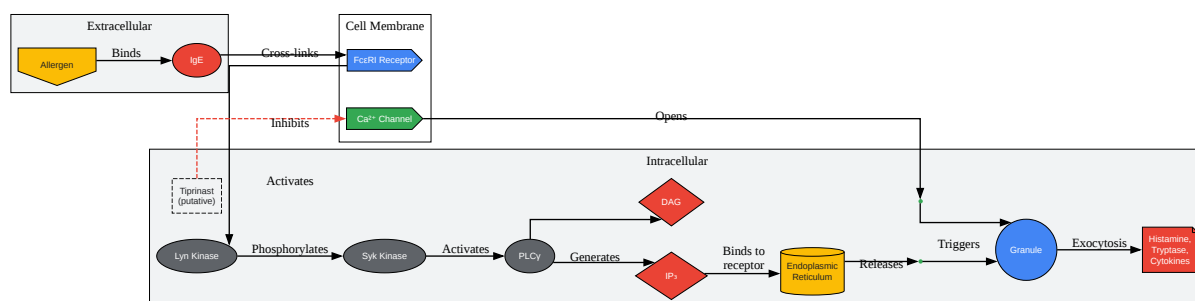 Extracellular
Cell Membrane
Binds
Allergen
IgE
Cross-links
FcεRI Receptor
Inhibits
Ca²⁺ Channel
Opens
Intracellular
Tiprinast
(putative)
Activates
DAG
Lyn Kinase
Phosphorylates
Syk Kinase
Activates
PLCγ
Generates
IP₃
Binds to
receptor
Endoplasmic
Reticulum
Releases
Triggers
Granule
Exocytosis
Histamine,
Tryptase,
Cytokines